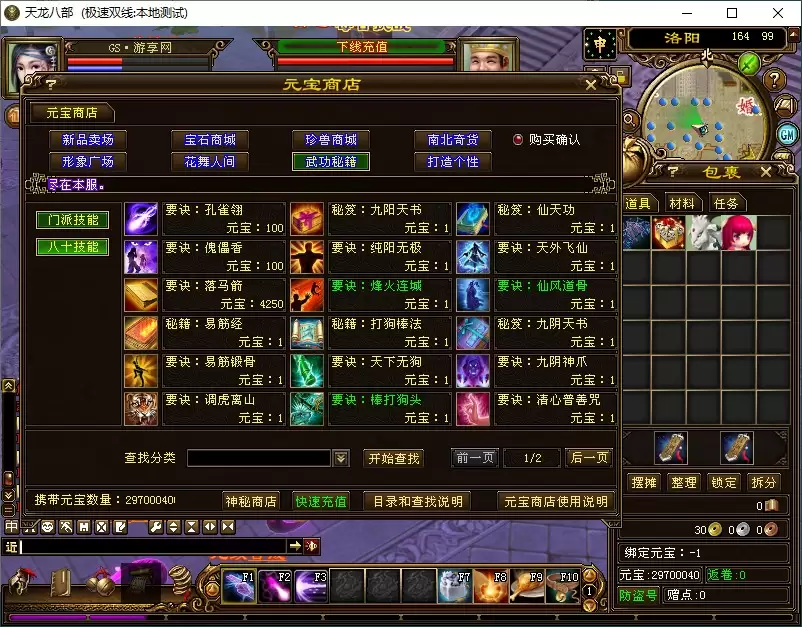 天龙八部 (极速双线:本地测试)
GS·游享网
下线充值
申
洛阳
164 99
北
婚
GM
元宝商店
元宝商店
新品卖场
宝石商城
珍兽商城
南北奇货
购买确认
形象广场
花舞人间
武功秘籍
打造个性
尽在本服。
门派技能
八十技能
要诀:孔雀翎
元宝:100
秘笈:九阳天书
元宝:1
秘笈:仙天功
元宝:1
要诀:傀儡香
元宝:100
要诀:纯阳无极
元宝:1
要诀:天外飞仙
元宝:1
要诀:落马箭
元宝:4250
要诀:烽火连城
元宝:1
要诀:仙风道骨
元宝:1
秘籍:易筋经
元宝:1
秘籍:打狗棒法
元宝:1
秘笈:九阴天书
元宝:1
要诀:易筋锻骨
元宝:1
要诀:天下无狗
元宝:1
要诀:九阴神爪
元宝:1
要诀:调虎离山
元宝:1
要诀:棒打狗头
元宝:1
要诀:清心普善咒
元宝:1
查找分类
开始查找
前一页
1/2
后一页
携带元宝数量:29700040
神秘商店
快速充值
目录和查找说明
元宝商店使用说明
包裹
道具
材料
任务
摆摊
整理
锁定
拆分
0
30
0
0
绑定元宝:-1
元宝:29700040
返卷:0
防盗号
赠点:0
近
F1
F2
F3
F7
F8
F9
F10
1